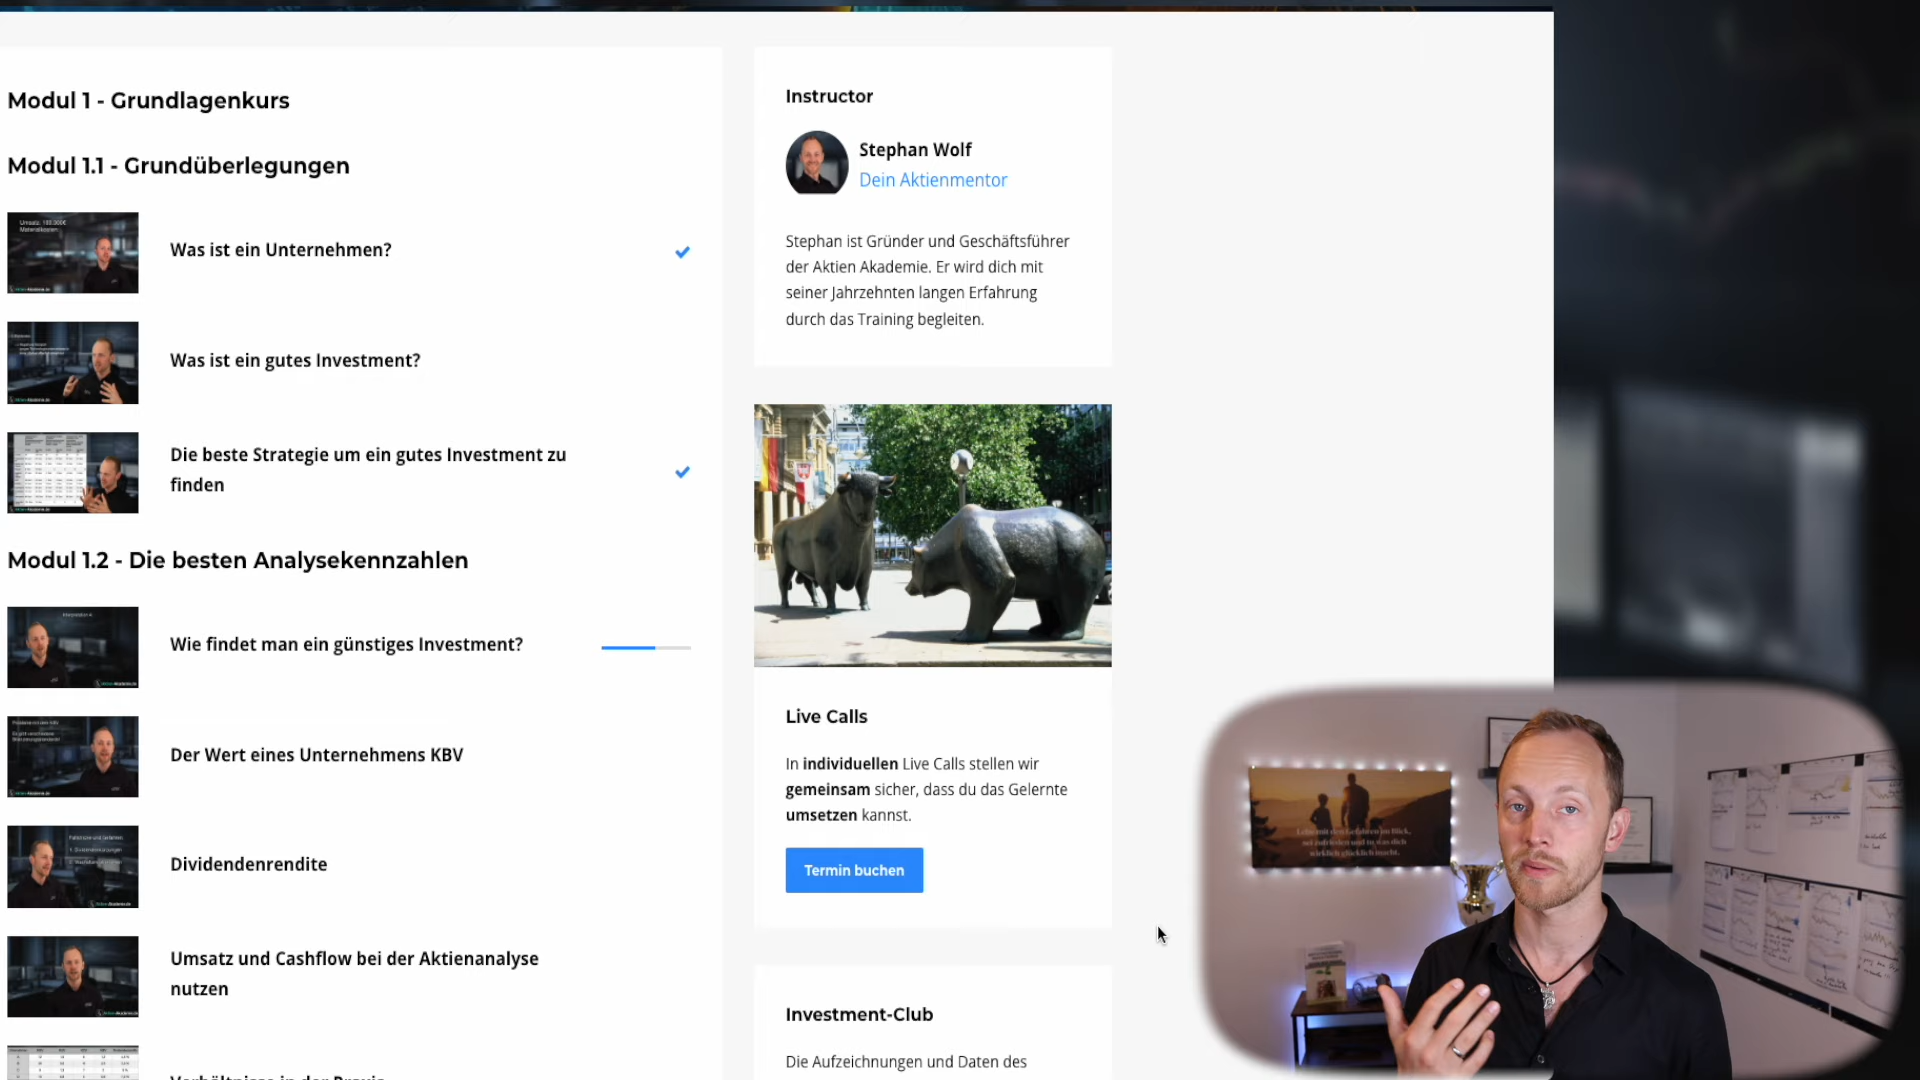 Modul 1 - Grundlagenkurs
Modul 1.1 - Grundüberlegungen
Was ist ein Unternehmen?
Was ist ein gutes Investment?
Die beste Strategie um ein gutes Investment zu
finden
Modul 1.2 - Die besten Analysekennzahlen
Wie findet man ein günstiges Investment?
Der Wert eines Unternehmens KBV
Dividendenrendite
Umsatz und Cashflow bei der Aktienanalyse
nutzen
Instructor
Stephan Wolf
Dein Aktienmentor
Stephan ist Gründer und Geschäftsführer
der Aktien Akademie. Er wird dich mit
seiner Jahrzehnten langen Erfahrung
durch das Training begleiten.
Live Calls
In individuellen Live Calls stellen wir
gemeinsam sicher, dass du das Gelernte
umsetzen kannst.
Termin buchen
Investment-Club
Die Aufzeichnungen und Daten des